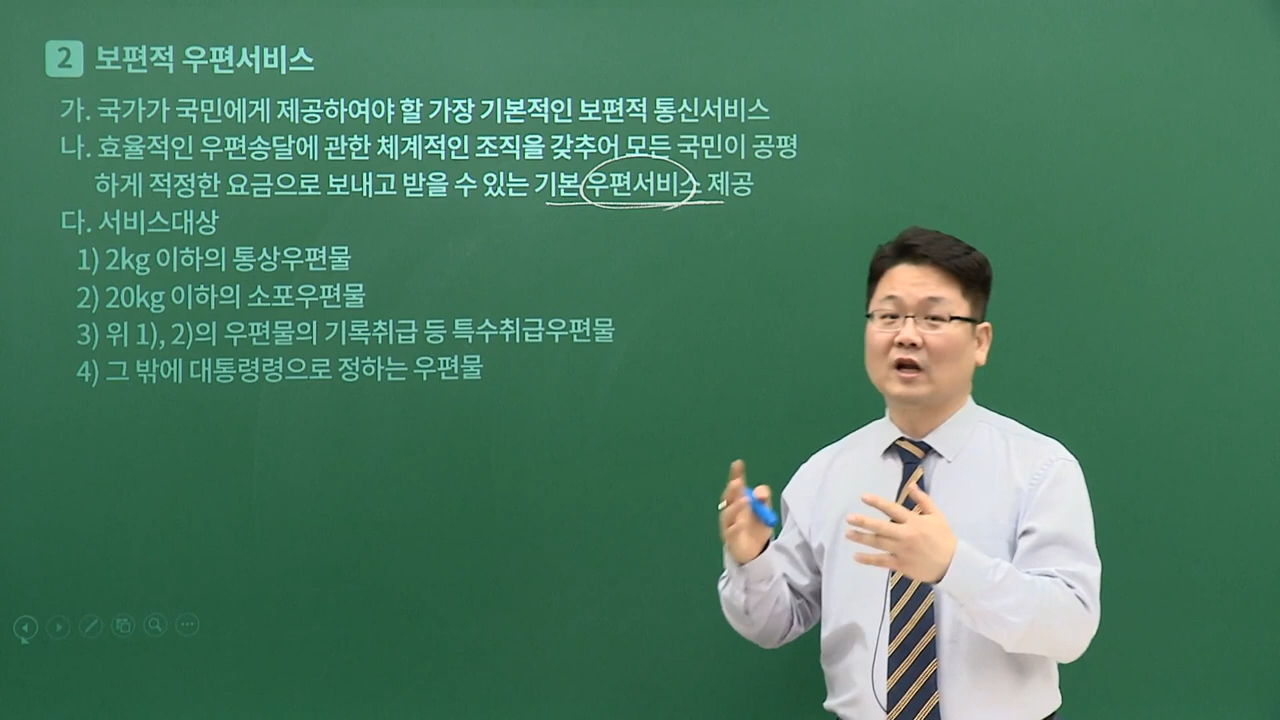 2 보편적 우편서비스
가. 국가가 국민에게 제공하여야 할 가장 기본적인 보편적 통신서비스
나. 효율적인 우편송달에 관한 체계적인 조직을 갖추어 모든 국민이 공평
하게 적정한 요금으로 보내고 받을 수 있는 기본 우편서비스 제공
다. 서비스대상
1) 2kg 이하의 통상우편물
2) 20kg 이하의 소포우편물
3) 위 1), 2)의 우편물의 기록취급 등 특수취급우편물
4) 그 밖에 대통령령으로 정하는 우편물